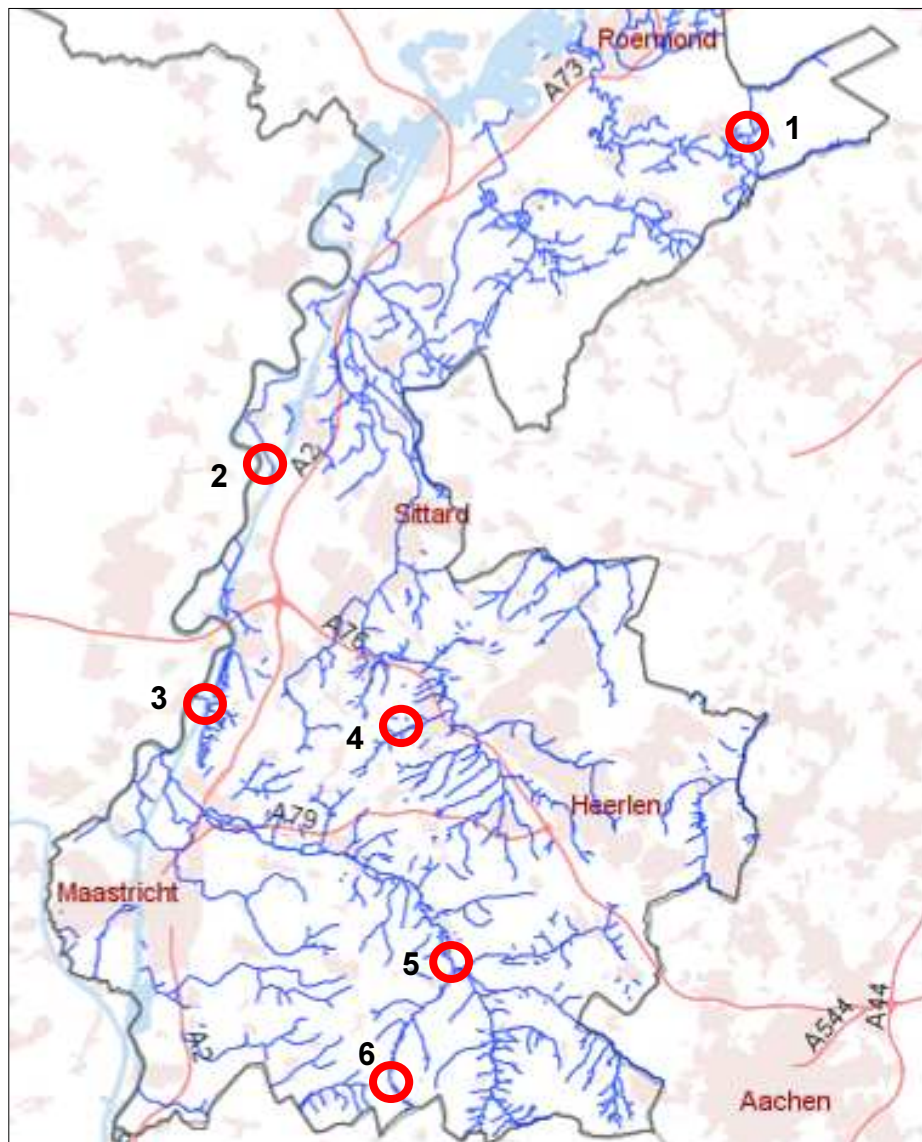 Roermond
A73
1
2
A2
Sittard
A76
3
4
Heerlen
A79
Maastricht
5
A2
A544
A44
6
Aachen